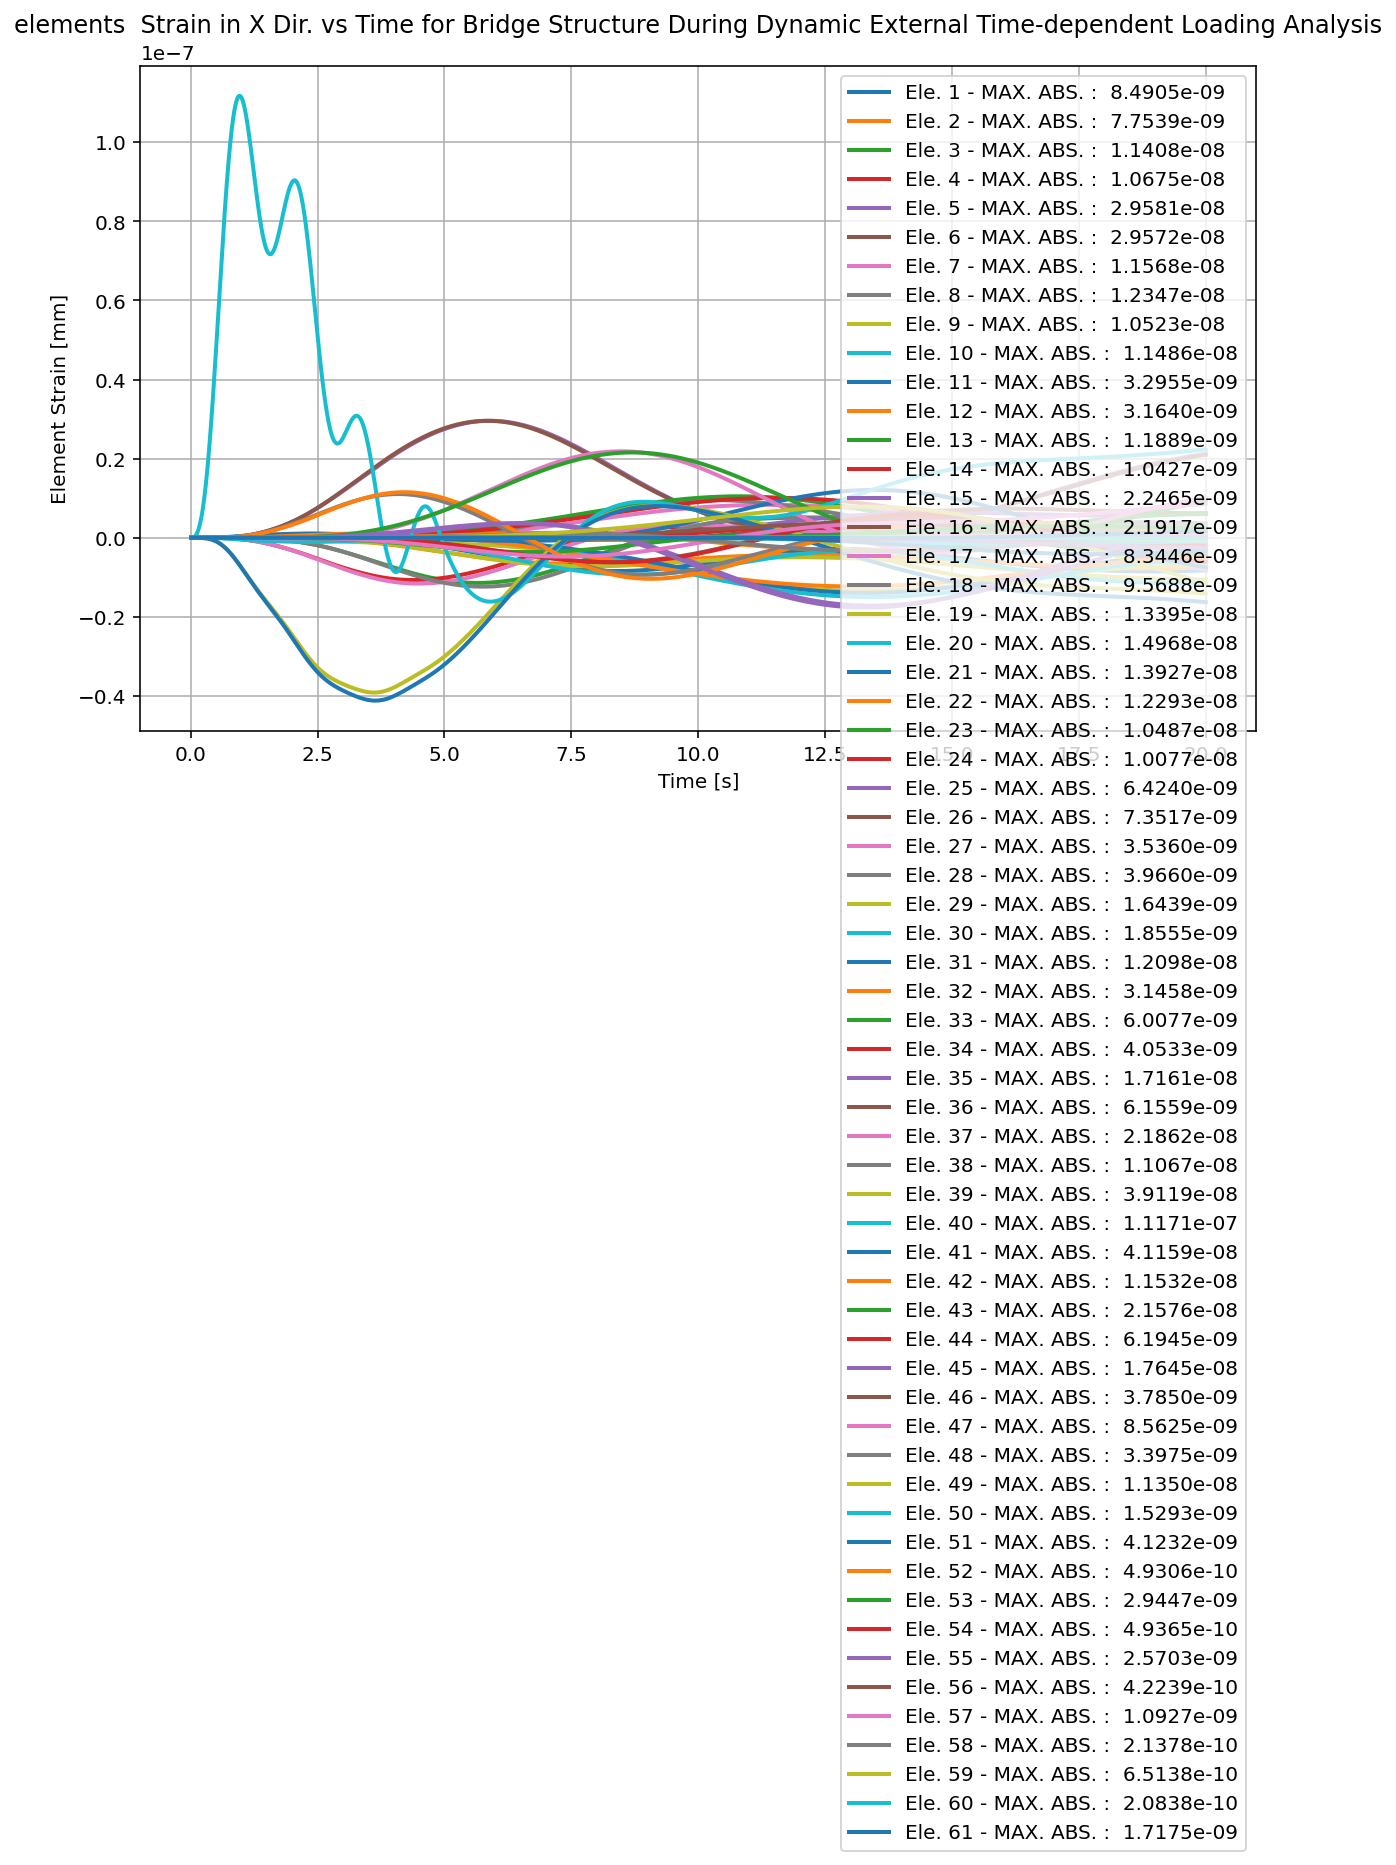 elements  Strain in X Dir. vs Time for Bridge Structure During Dynamic External Time-dependent Loading Analysis
1e−7
1.0
0.8
0.6
0.4
0.2
0.0
−0.2
−0.4
Element Strain [mm]
0.0 2.5 5.0 7.5 10.0 12.5 15.0 17.5 20.0
Time [s]
Ele. 1 - MAX. ABS. :  8.4905e-09
Ele. 2 - MAX. ABS. :  7.7539e-09
Ele. 3 - MAX. ABS. :  1.1408e-08
Ele. 4 - MAX. ABS. :  1.0675e-08
Ele. 5 - MAX. ABS. :  2.9581e-08
Ele. 6 - MAX. ABS. :  2.9572e-08
Ele. 7 - MAX. ABS. :  1.1568e-08
Ele. 8 - MAX. ABS. :  1.2347e-08
Ele. 9 - MAX. ABS. :  1.0523e-08
Ele. 10 - MAX. ABS. :  1.1486e-08
Ele. 11 - MAX. ABS. :  3.2955e-09
Ele. 12 - MAX. ABS. :  3.1640e-09
Ele. 13 - MAX. ABS. :  1.1889e-09
Ele. 14 - MAX. ABS. :  1.0427e-09
Ele. 15 - MAX. ABS. :  2.2465e-09
Ele. 16 - MAX. ABS. :  2.1917e-09
Ele. 17 - MAX. ABS. :  8.3446e-09
Ele. 18 - MAX. ABS. :  9.5688e-09
Ele. 19 - MAX. ABS. :  1.3395e-08
Ele. 20 - MAX. ABS. :  1.4968e-08
Ele. 21 - MAX. ABS. :  1.3927e-08
Ele. 22 - MAX. ABS. :  1.2293e-08
Ele. 23 - MAX. ABS. :  1.0487e-08
Ele. 24 - MAX. ABS. :  1.0077e-08
Ele. 25 - MAX. ABS. :  6.4240e-09
Ele. 26 - MAX. ABS. :  7.3517e-09
Ele. 27 - MAX. ABS. :  3.5360e-09
Ele. 28 - MAX. ABS. :  3.9660e-09
Ele. 29 - MAX. ABS. :  1.6439e-09
Ele. 30 - MAX. ABS. :  1.8555e-09
Ele. 31 - MAX. ABS. :  1.2098e-08
Ele. 32 - MAX. ABS. :  3.1458e-09
Ele. 33 - MAX. ABS. :  6.0077e-09
Ele. 34 - MAX. ABS. :  4.0533e-09
Ele. 35 - MAX. ABS. :  1.7161e-08
Ele. 36 - MAX. ABS. :  6.1559e-09
Ele. 37 - MAX. ABS. :  2.1862e-08
Ele. 38 - MAX. ABS. :  1.1067e-08
Ele. 39 - MAX. ABS. :  3.9119e-08
Ele. 40 - MAX. ABS. :  1.1171e-07
Ele. 41 - MAX. ABS. :  4.1159e-08
Ele. 42 - MAX. ABS. :  1.1532e-08
Ele. 43 - MAX. ABS. :  2.1576e-08
Ele. 44 - MAX. ABS. :  6.1945e-09
Ele. 45 - MAX. ABS. :  1.7645e-08
Ele. 46 - MAX. ABS. :  3.7850e-09
Ele. 47 - MAX. ABS. :  8.5625e-09
Ele. 48 - MAX. ABS. :  3.3975e-09
Ele. 49 - MAX. ABS. :  1.1350e-08
Ele. 50 - MAX. ABS. :  1.5293e-09
Ele. 51 - MAX. ABS. :  4.1232e-09
Ele. 52 - MAX. ABS. :  4.9306e-10
Ele. 53 - MAX. ABS. :  2.9447e-09
Ele. 54 - MAX. ABS. :  4.9365e-10
Ele. 55 - MAX. ABS. :  2.5703e-09
Ele. 56 - MAX. ABS. :  4.2239e-10
Ele. 57 - MAX. ABS. :  1.0927e-09
Ele. 58 - MAX. ABS. :  2.1378e-10
Ele. 59 - MAX. ABS. :  6.5138e-10
Ele. 60 - MAX. ABS. :  2.0838e-10
Ele. 61 - MAX. ABS. :  1.7175e-09